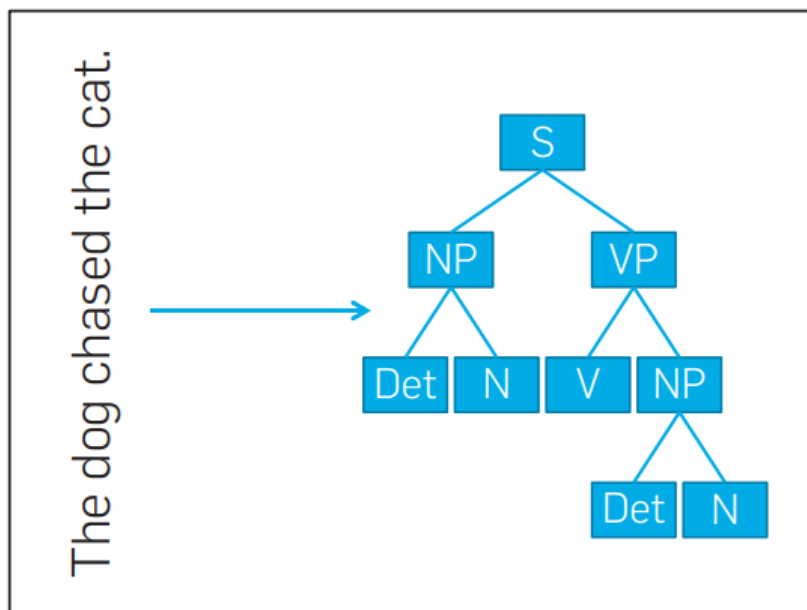 The dog chased the cat.
S
NP VP
Det N V NP
Det N